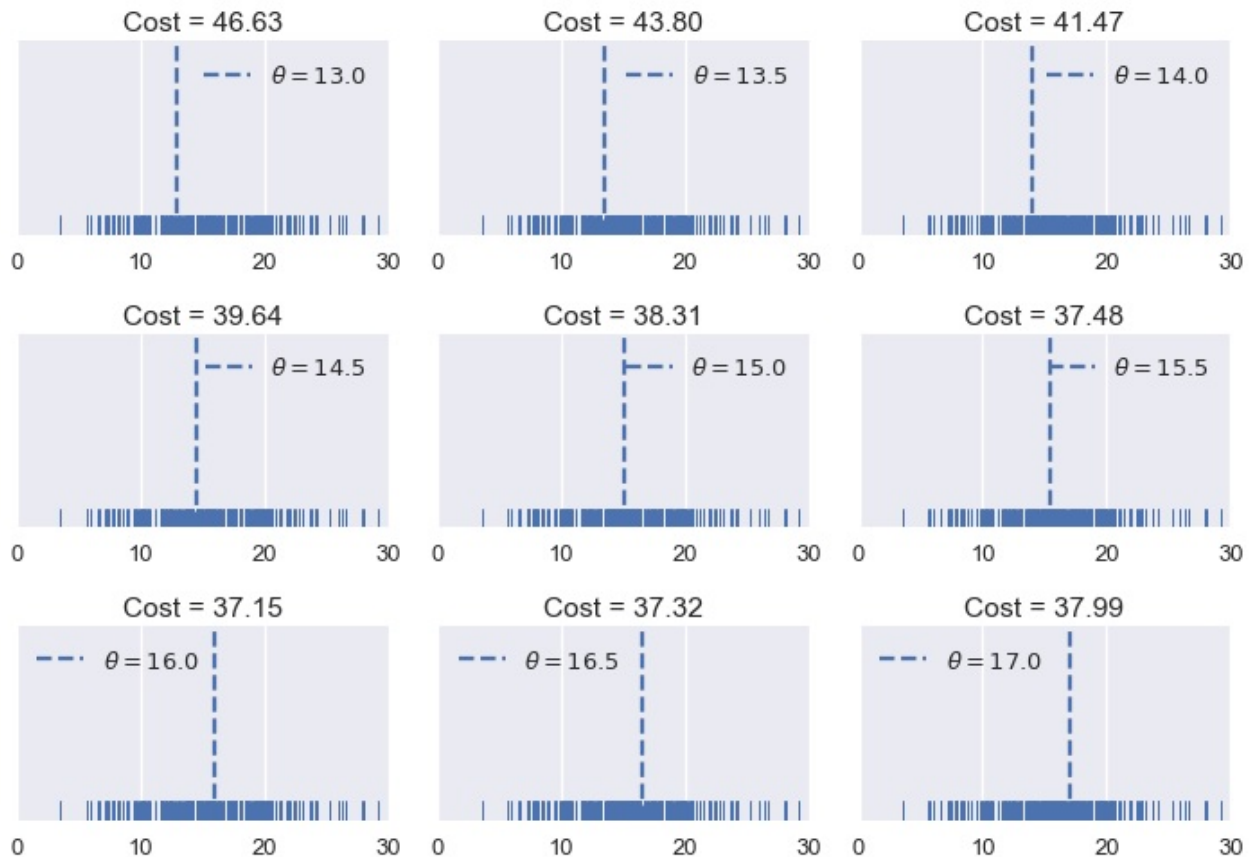 Cost = 46.63 Cost = 43.80 Cost = 41.47
θ = 13.0 θ = 13.5 θ = 14.0
0 10 20 30 0 10 20 30 0 10 20 30
Cost = 39.64 Cost = 38.31 Cost = 37.48
θ = 14.5 θ = 15.0 θ = 15.5
0 10 20 30 0 10 20 30 0 10 20 30
Cost = 37.15 Cost = 37.32 Cost = 37.99
θ = 16.0 θ = 16.5 θ = 17.0
0 10 20 30 0 10 20 30 0 10 20 30